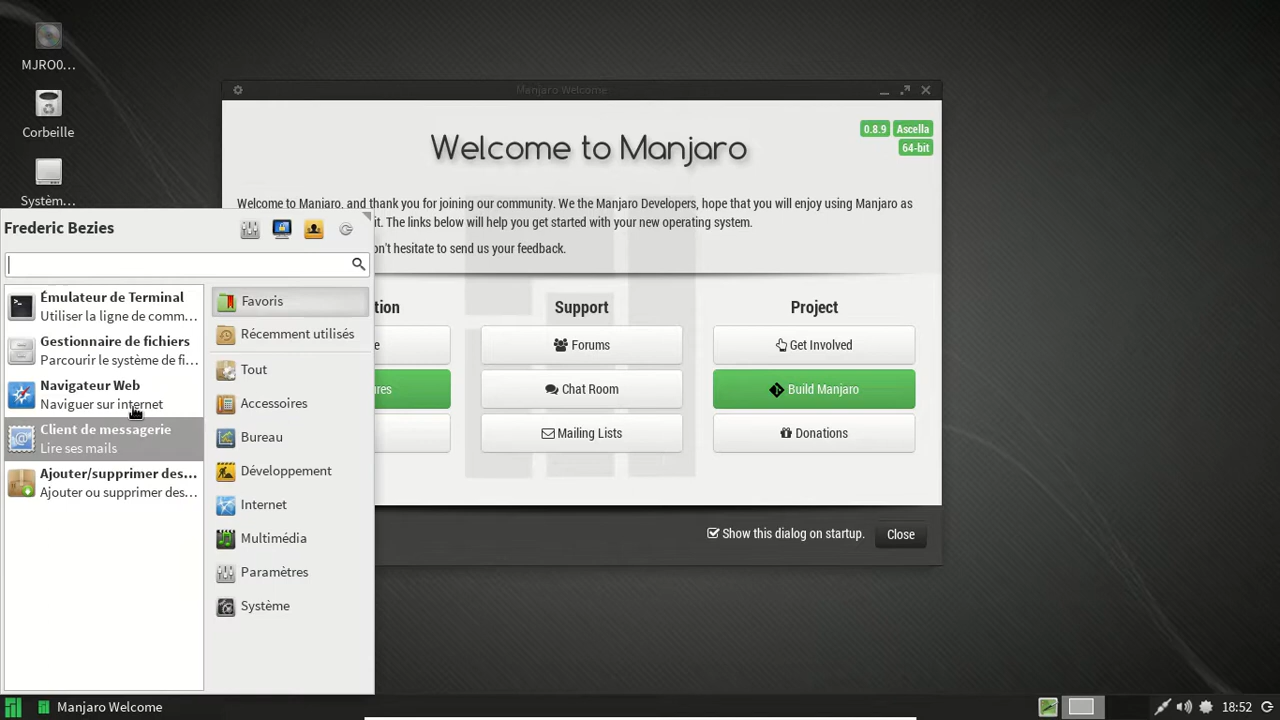 MJRO0...
Corbeille
Systèm...
Manjaro Welcome
Welcome to Manjaro
0.8.9 Ascella
64-bit
Welcome to Manjaro, and thank you for joining our community. We the Manjaro Developers, hope that you will enjoy using Manjaro as
it. The links below will help you get started with your new operating system.
on't hesitate to send us your feedback.
Support
Project
Forums
Get Involved
Chat Room
Build Manjaro
Mailing Lists
Donations
Show this dialog on startup.
Close
Frederic Bezies
Émulateur de Terminal
Utiliser la ligne de comm...
Gestionnaire de fichiers
Parcourir le système de fi...
Navigateur Web
Naviguer sur internet
Client de messagerie
Lire ses mails
Ajouter/supprimer des...
Ajouter ou supprimer des...
Favoris
Récemment utilisés
Tout
Accessoires
Bureau
Développement
Internet
Multimédia
Paramètres
Système
Manjaro Welcome
18:52